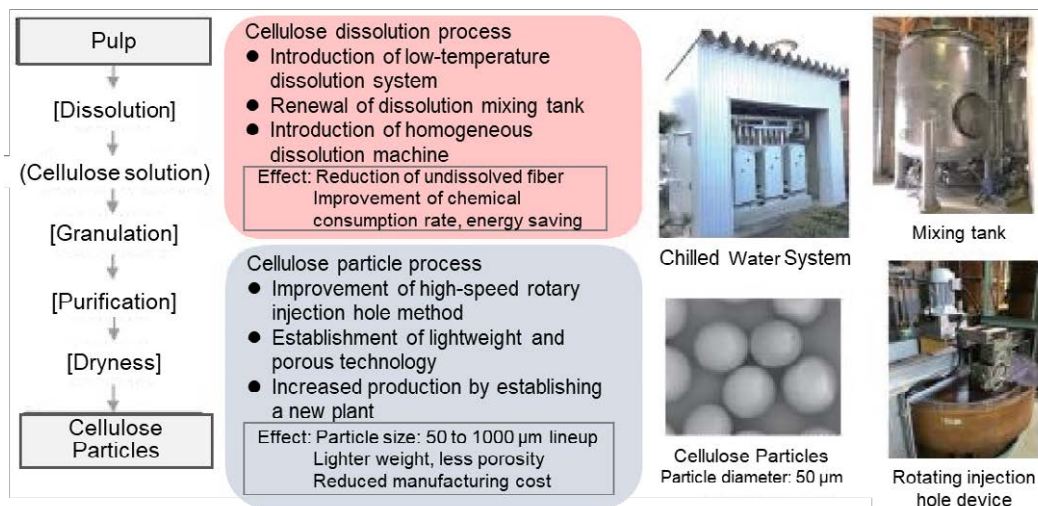 Pulp
[Dissolution]
(Cellulose solution)
[Granulation]
[Purification]
[Dryness]
Cellulose
Particles
Cellulose dissolution process
● Introduction of low-temperature
dissolution system
● Renewal of dissolution mixing tank
● Introduction of homogeneous
dissolution machine
Effect: Reduction of undissolved fiber
Improvement of chemical
consumption rate, energy saving
Cellulose particle process
● Improvement of high-speed rotary
injection hole method
● Establishment of lightweight and
porous technology
● Increased production by establishing
a new plant
Effect: Particle size: 50 to 1000 μm lineup
Lighter weight, less porosity
Reduced manufacturing cost
Chilled Water System
Mixing tank
Cellulose Particles
Particle diameter: 50 μm
Rotating injection
hole device